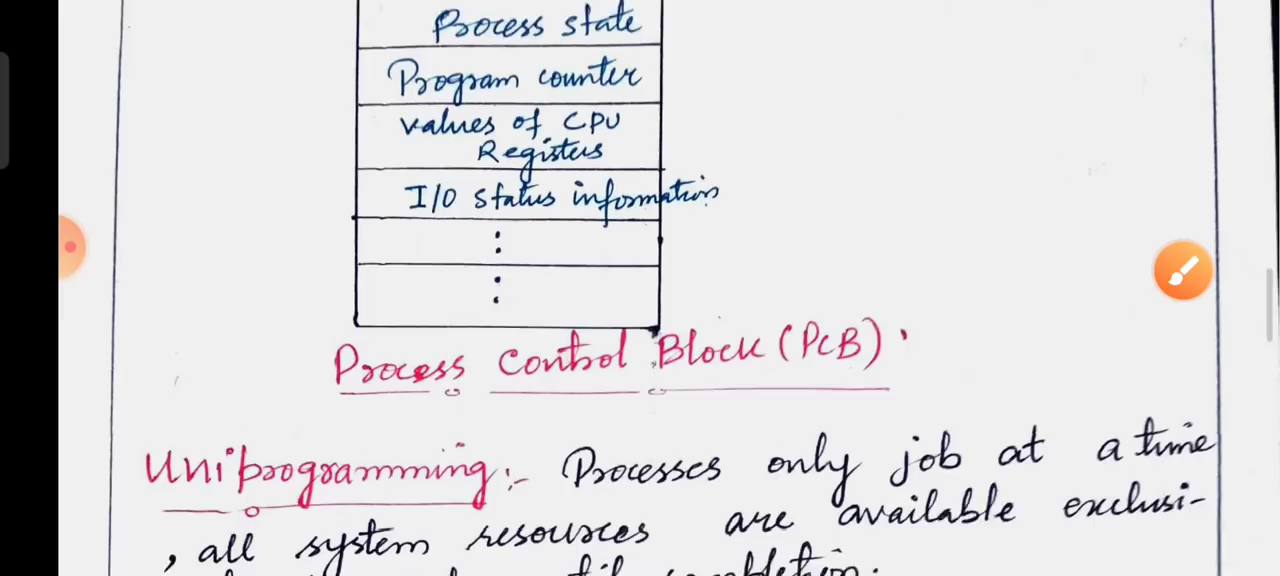 Process state
Program counter
values of CPU
Registers
I/O status information
:
:
Process Control Block (PCB).
Uniprogramming:- Processes only job at a time
, all system resources are available exclusi-
completion.